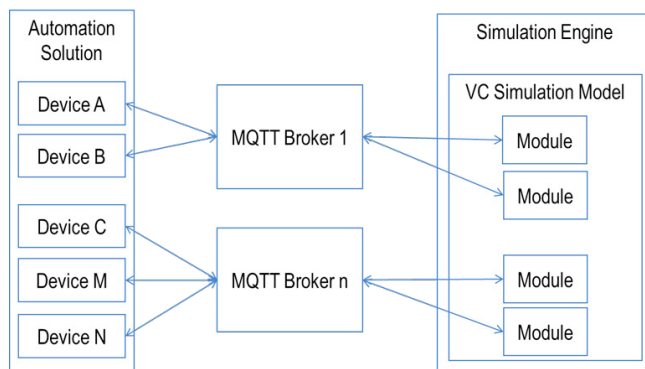 Automation
Solution
Device A
Device B
Device C
Device M
Device N
MQTT Broker 1
MQTT Broker n
Simulation Engine
VC Simulation Model
Module
Module
Module
Module